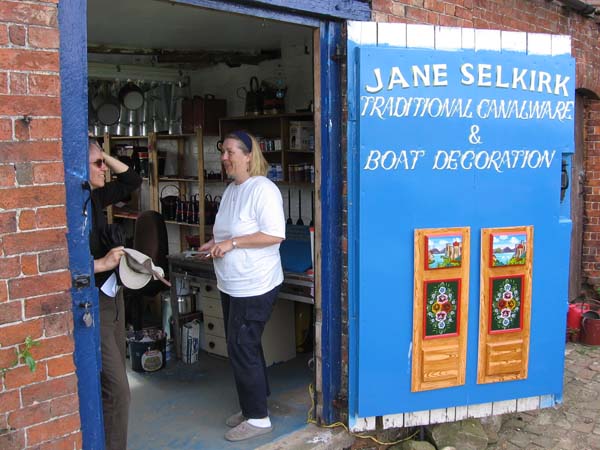 JANE SELKIRK
TRADITIONAL CANALWARE
&
BOAT DECORATION